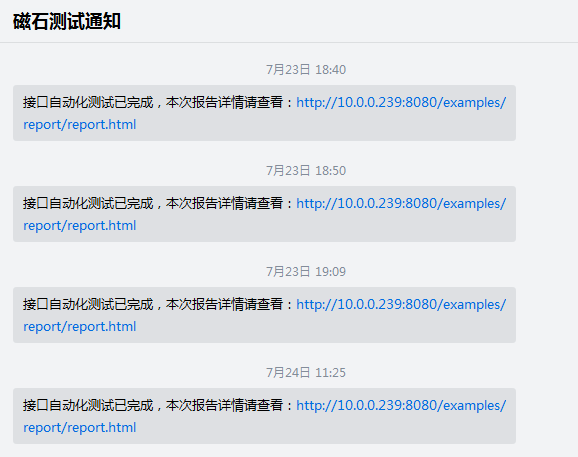 磁石测试通知
7月23日 18:40
接口自动化测试已完成，本次报告详情请查看：http://10.0.0.239:8080/examples/
report/report.html
7月23日 18:50
接口自动化测试已完成，本次报告详情请查看：http://10.0.0.239:8080/examples/
report/report.html
7月23日 19:09
接口自动化测试已完成，本次报告详情请查看：http://10.0.0.239:8080/examples/
report/report.html
7月24日 11:25
接口自动化测试已完成，本次报告详情请查看：http://10.0.0.239:8080/examples/
report/report.html